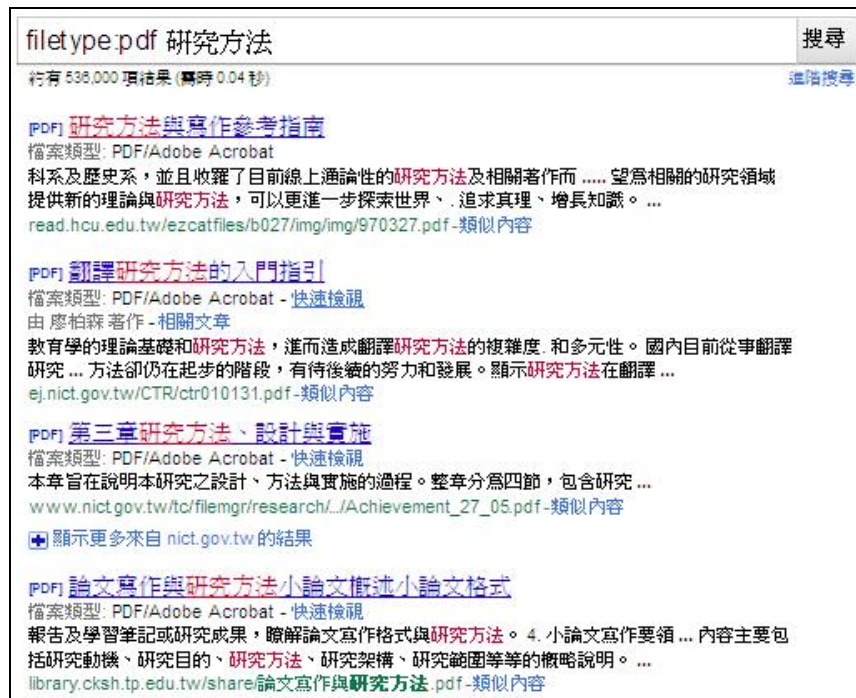 filetype:pdf 研究方法 搜尋
約有 536,000 項結果 (需時 0.04 秒) 進階搜尋
[PDF] 研究方法與寫作參考指南
檔案類型: PDF/Adobe Acrobat
科系及歷史系，並且收羅了目前線上通論性的研究方法及相關著作而 ..... 望為相關的研究領域
提供新的理論與研究方法，可以更進一步探索世界、. 追求真理、增長知識。 ...
read.hcu.edu.tw/ezcatfiles/b027/img/img/970327.pdf - 類似內容
[PDF] 翻譯研究方法的入門指引
檔案類型: PDF/Adobe Acrobat - 快速檢視
由 廖柏森 著作 - 相關文章
教育學的理論基礎和研究方法，進而造成翻譯研究方法的複雜度. 和多元性。 國內目前從事翻譯
研究 ... 方法卻仍在起步的階段，有待後續的努力和發展。顯示研究方法在翻譯 ...
ej.nict.gov.tw/CTR/ctr010131.pdf - 類似內容
[PDF] 第三章研究方法、設計與實施
檔案類型: PDF/Adobe Acrobat - 快速檢視
本章旨在說明本研究之設計、方法與實施的過程。整章分為四節，包含研究 ...
www.nict.gov.tw/tc/filemgr/research/.../Achievement_27_05.pdf - 類似內容
顯示更多來自 nict.gov.tw 的結果
[PDF] 論文寫作與研究方法小論文概述小論文格式
檔案類型: PDF/Adobe Acrobat - 快速檢視
報告及學習筆記或研究成果，瞭解論文寫作格式與研究方法。 4. 小論文寫作要領 ... 內容主要包
括研究動機、研究目的、研究方法、研究架構、研究範圍等等的概略說明。 ...
library.cksh.tp.edu.tw/share/論文寫作與研究方法.pdf - 類似內容